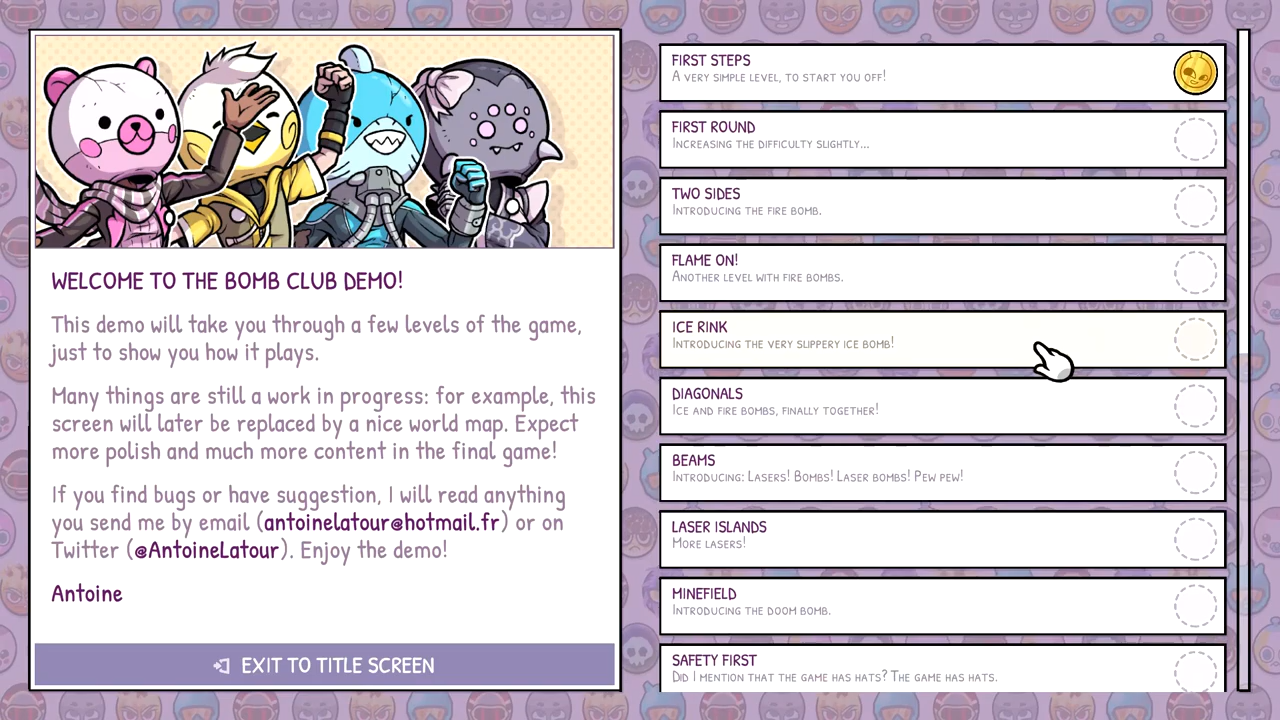 WELCOME TO THE BOMB CLUB DEMO!
This demo will take you through a few levels of the game,
just to show you how it plays.
Many things are still a work in progress: for example, this
screen will later be replaced by a nice world map. Expect
more polish and much more content in the final game!
If you find bugs or have suggestion, I will read anything
you send me by email (antoinelatour@hotmail.fr) or on
Twitter (@AntoineLatour). Enjoy the demo!
Antoine
EXIT TO TITLE SCREEN
FIRST STEPS
A very simple level, to start you off!
FIRST ROUND
Increasing the difficulty slightly...
TWO SIDES
Introducing the fire bomb.
FLAME ON!
Another level with fire bombs.
ICE RINK
Introducing the very slippery ice bomb!
DIAGONALS
Ice and fire bombs, finally together!
BEAMS
Introducing: Lasers! Bombs! Laser bombs! Pew pew!
LASER ISLANDS
More lasers!
MINEFIELD
Introducing the doom bomb.
SAFETY FIRST
Did I mention that the game has hats? The game has hats.